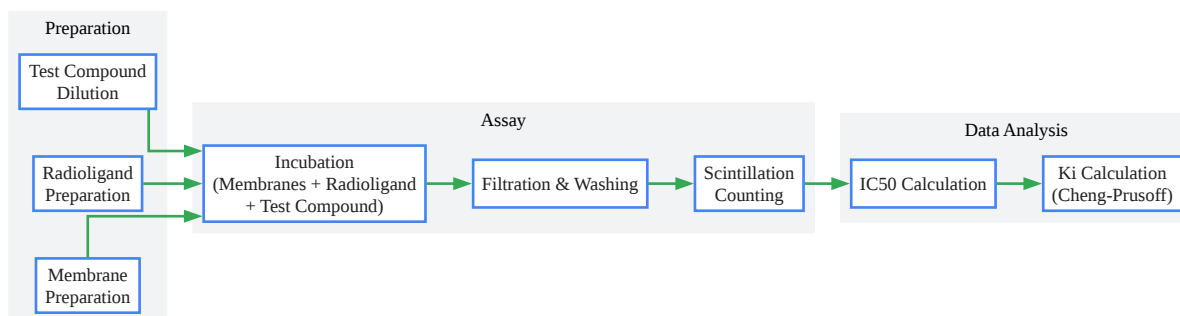 Preparation
Test Compound
Dilution
Radioligand
Preparation
Membrane
Preparation
Assay
Incubation
(Membranes + Radioligand
+ Test Compound)
Filtration & Washing
Scintillation
Counting
Data Analysis
IC50 Calculation
Ki Calculation
(Cheng-Prusoff)